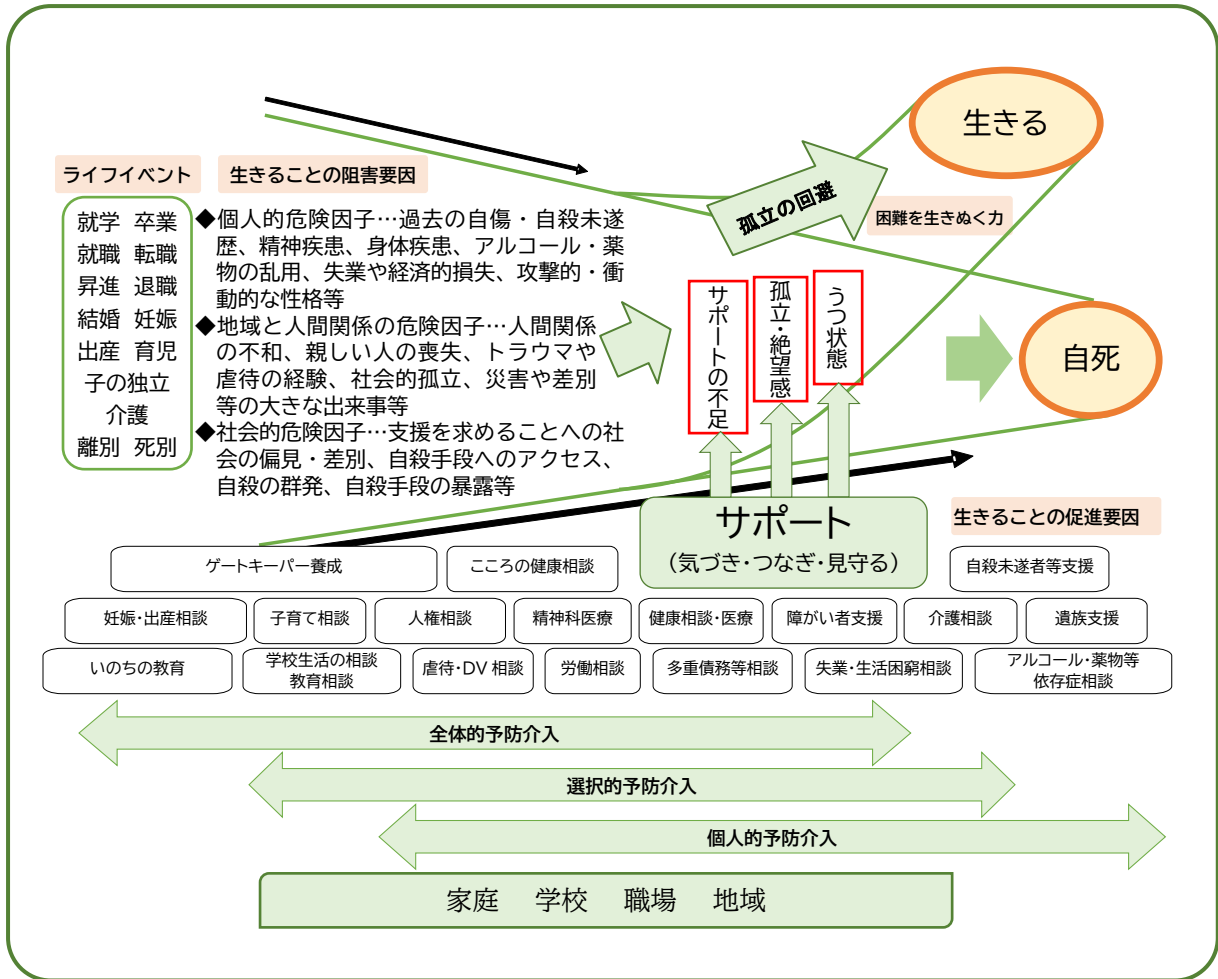 生きる
孤立の回避
困難を生きぬく力
ライフイベント
就学 卒業
就職 転職
昇進 退職
結婚 妊娠
出産 育児
子の独立
介護
離別 死別
生きることの阻害要因
◆個人的危険因子…過去の自傷・自殺未遂
歴、精神疾患、身体疾患、アルコール・薬
物の乱用、失業や経済的損失、攻撃的・衝
動的な性格等
◆地域と人間関係の危険因子…人間関係
の不和、親しい人の喪失、トラウマや
虐待の経験、社会的孤立、災害や差別
等の大きな出来事等
◆社会的危険因子…支援を求めることへの社
会の偏見・差別、自殺手段へのアクセス、
自殺の群発、自殺手段の暴露等
サポートの不足
孤立・絶望感
うつ状態
自死
サポート
（気づき・つなぎ・見守る）
生きることの促進要因
ゲートキーパー養成
こころの健康相談
自殺未遂者等支援
妊娠・出産相談
子育て相談
人権相談
精神科医療
健康相談・医療
障がい者支援
介護相談
遺族支援
いのちの教育
学校生活の相談
教育相談
虐待・DV 相談
労働相談
多重債務等相談
失業・生活困窮相談
アルコール・薬物等
依存症相談
全体的予防介入
選択的予防介入
個人的予防介入
家庭 学校 職場 地域